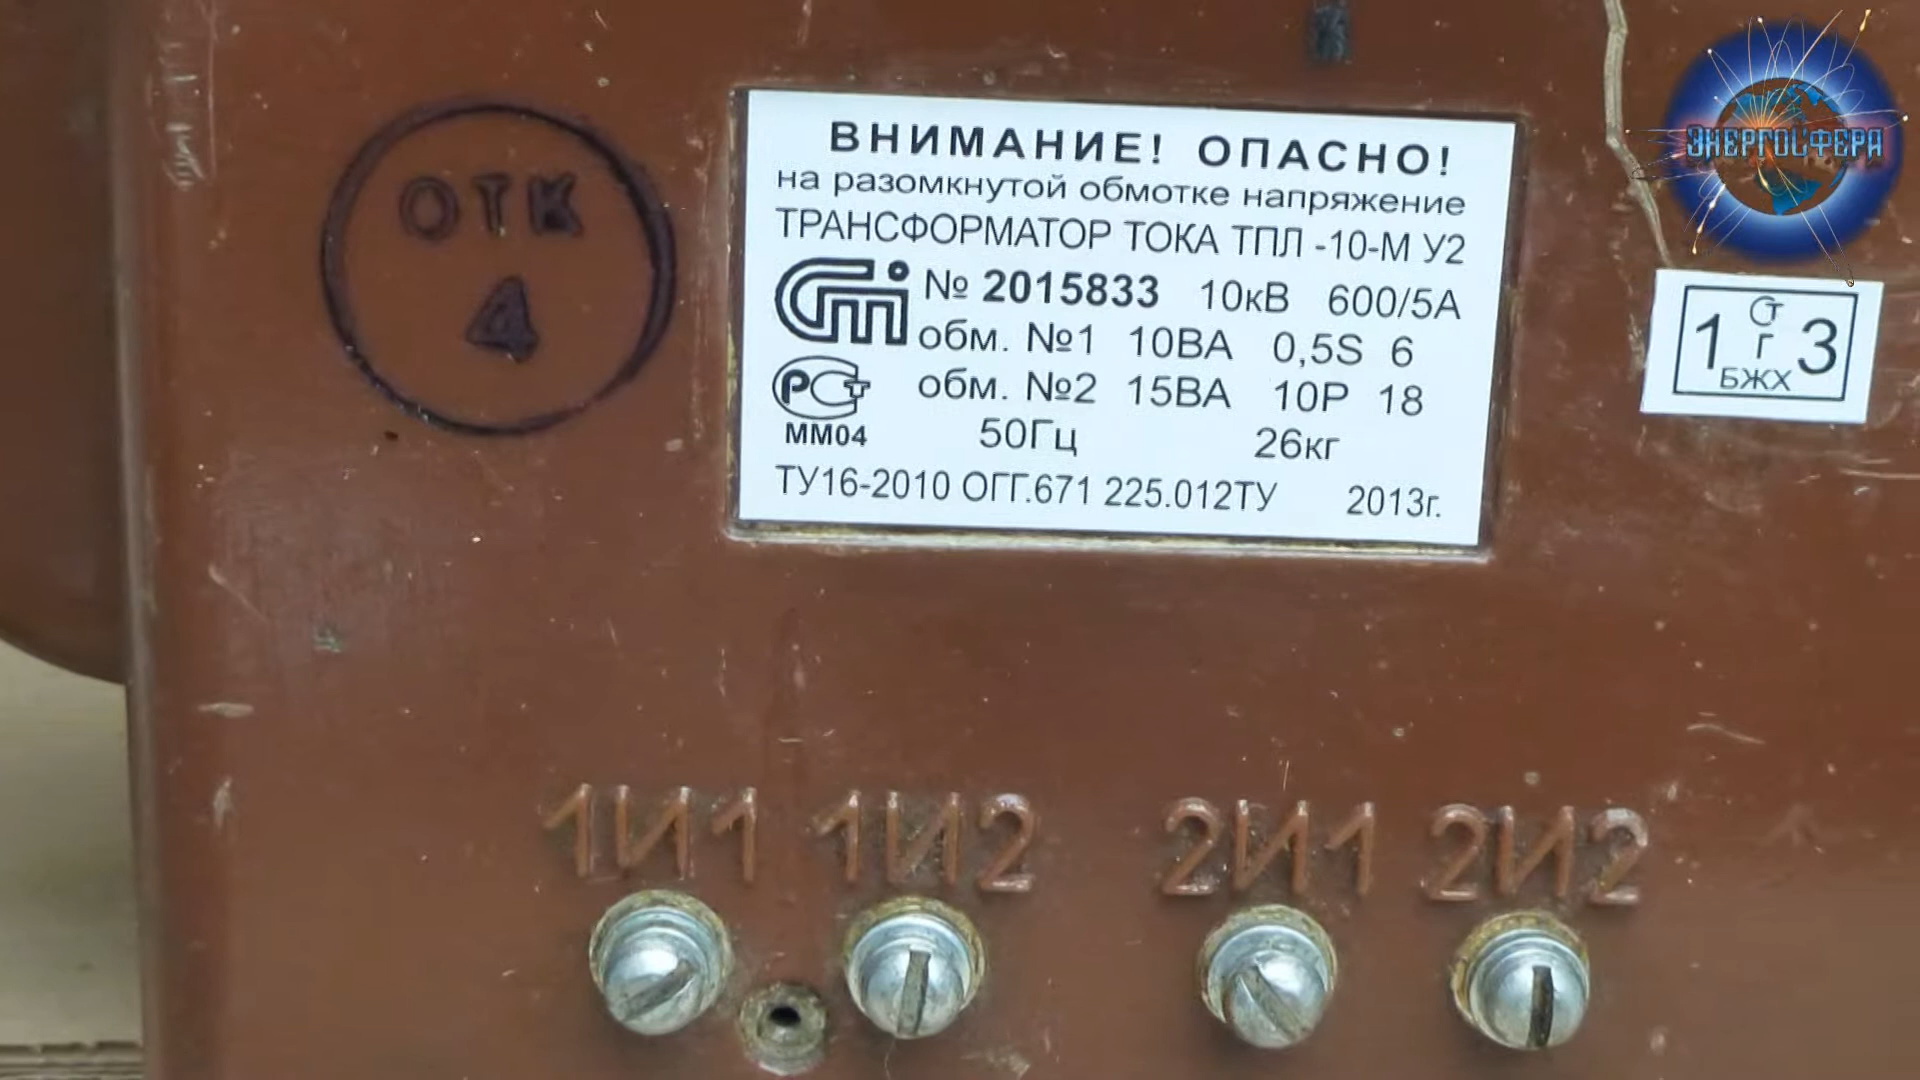 ЭНЕРГОСФЕРА
ОТК
4
ВНИМАНИЕ! ОПАСНО!
на разомкнутой обмотке напряжение
ТРАНСФОРМАТОР ТОКА ТПЛ -10-М У2
№ 2015833 10кВ 600/5А
обм. №1 10ВА 0,5S 6
обм. №2 15ВА 10Р 18
ММ04
50Гц 26кг
ТУ16-2010 ОГГ.671 225.012ТУ 2013г.
1 Г 3
БЖХ
1И1 1И2 2И1 2И2